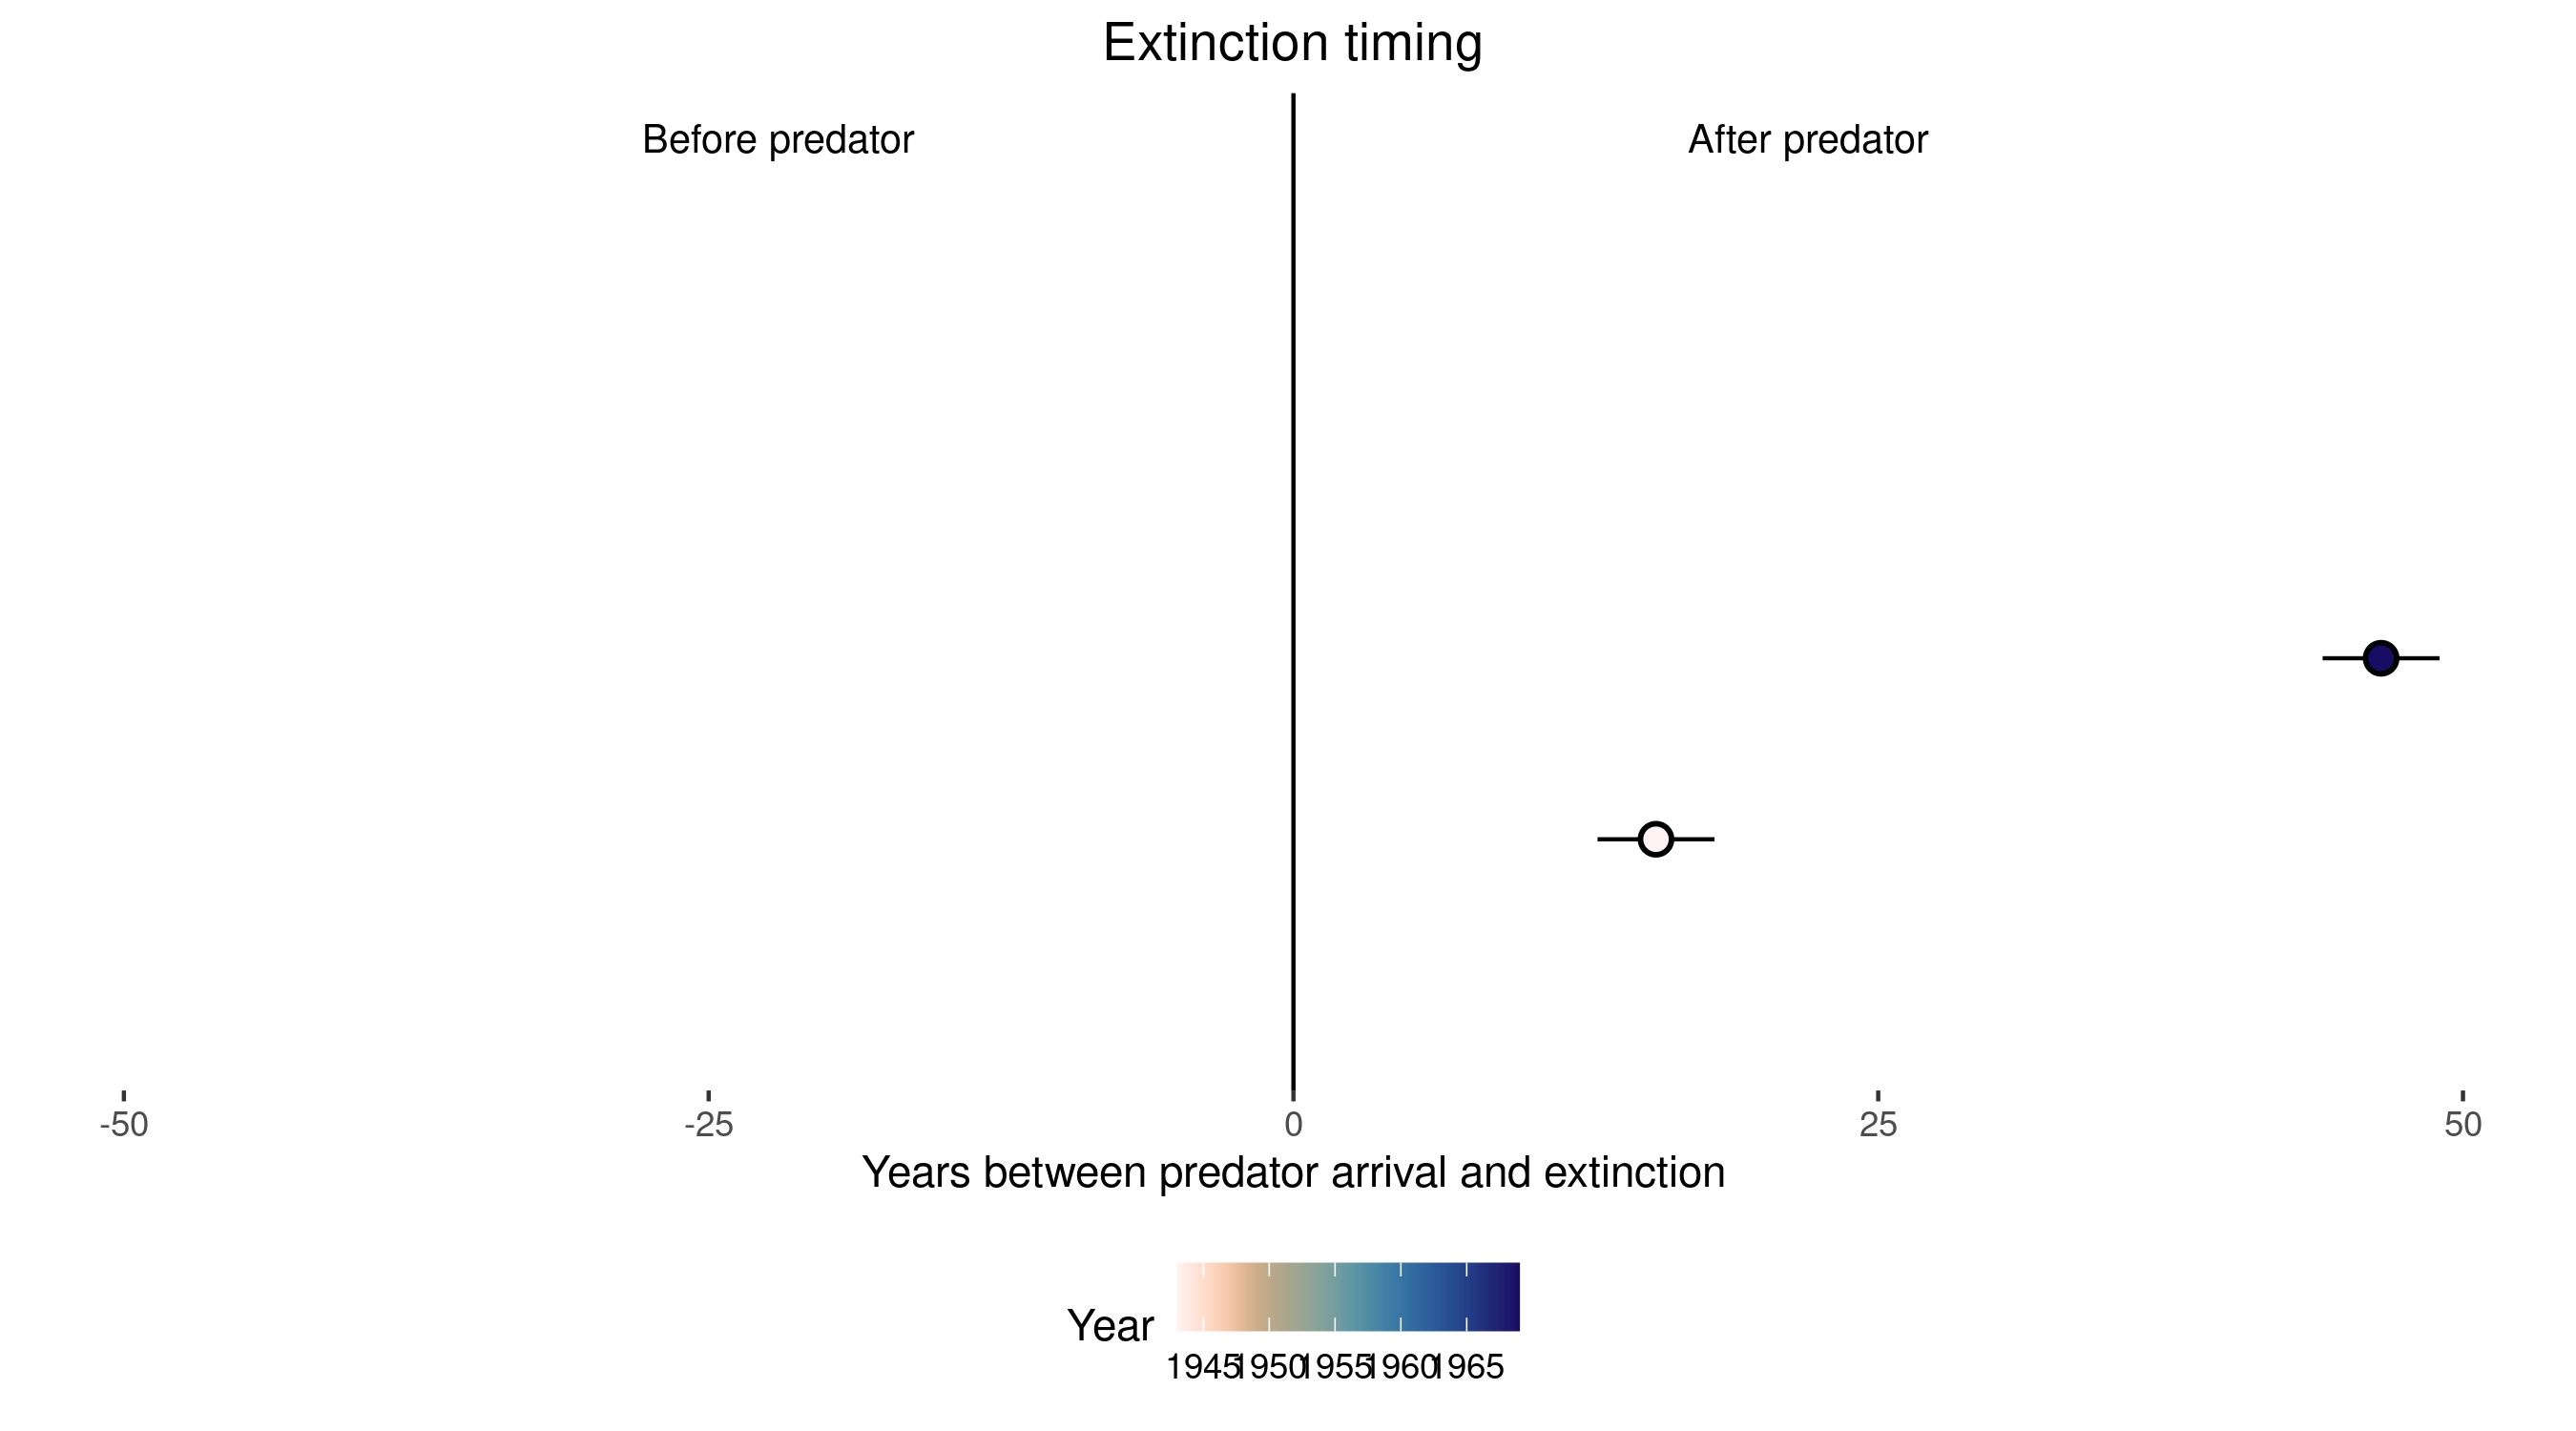 Extinction timing
Before predator After predator
-50 -25 0 25 50
Years between predator arrival and extinction
Year
1945 1950 1955 1960 1965